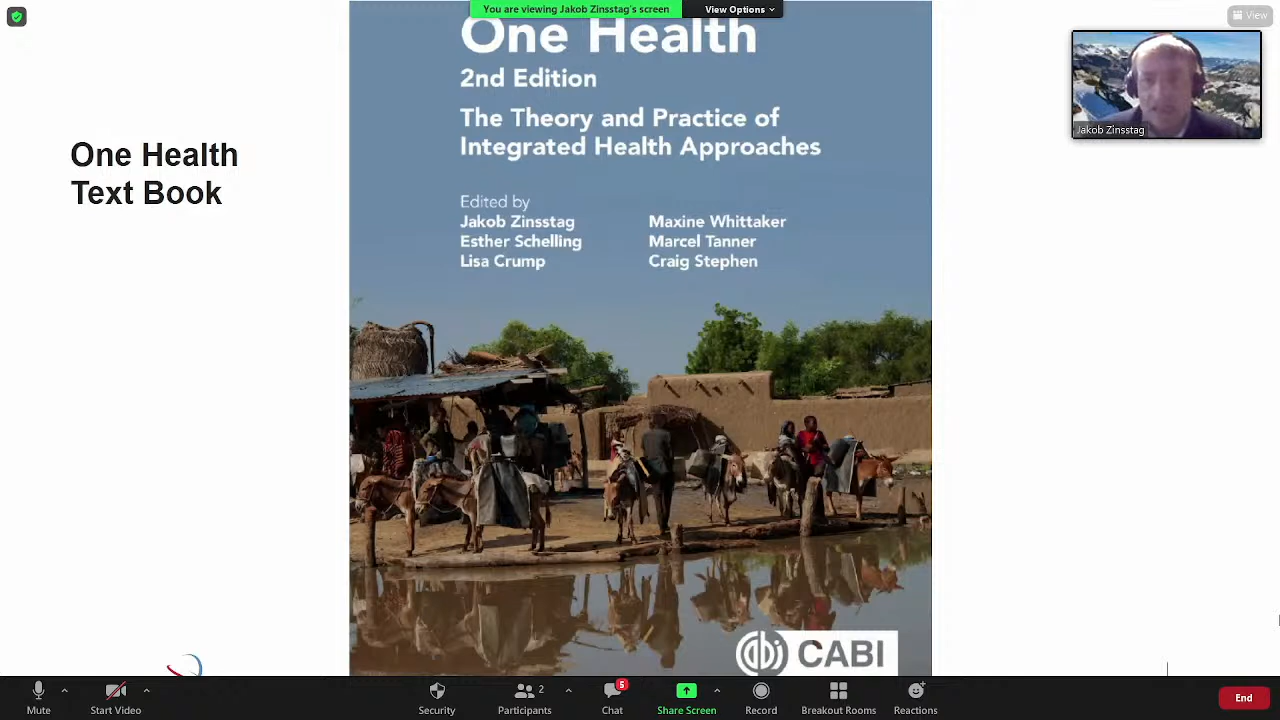 You are viewing Jakob Zinsstag's screen
View Options
View
One Health
2nd Edition
The Theory and Practice of
Integrated Health Approaches
Jakob Zinsstag
One Health
Text Book
Edited by
Jakob Zinsstag
Esther Schelling
Lisa Crump
Maxine Whittaker
Marcel Tanner
Craig Stephen
CABI
Mute
Start Video
Security
2
Participants
5
Chat
Share Screen
Record
Breakout Rooms
Reactions
End